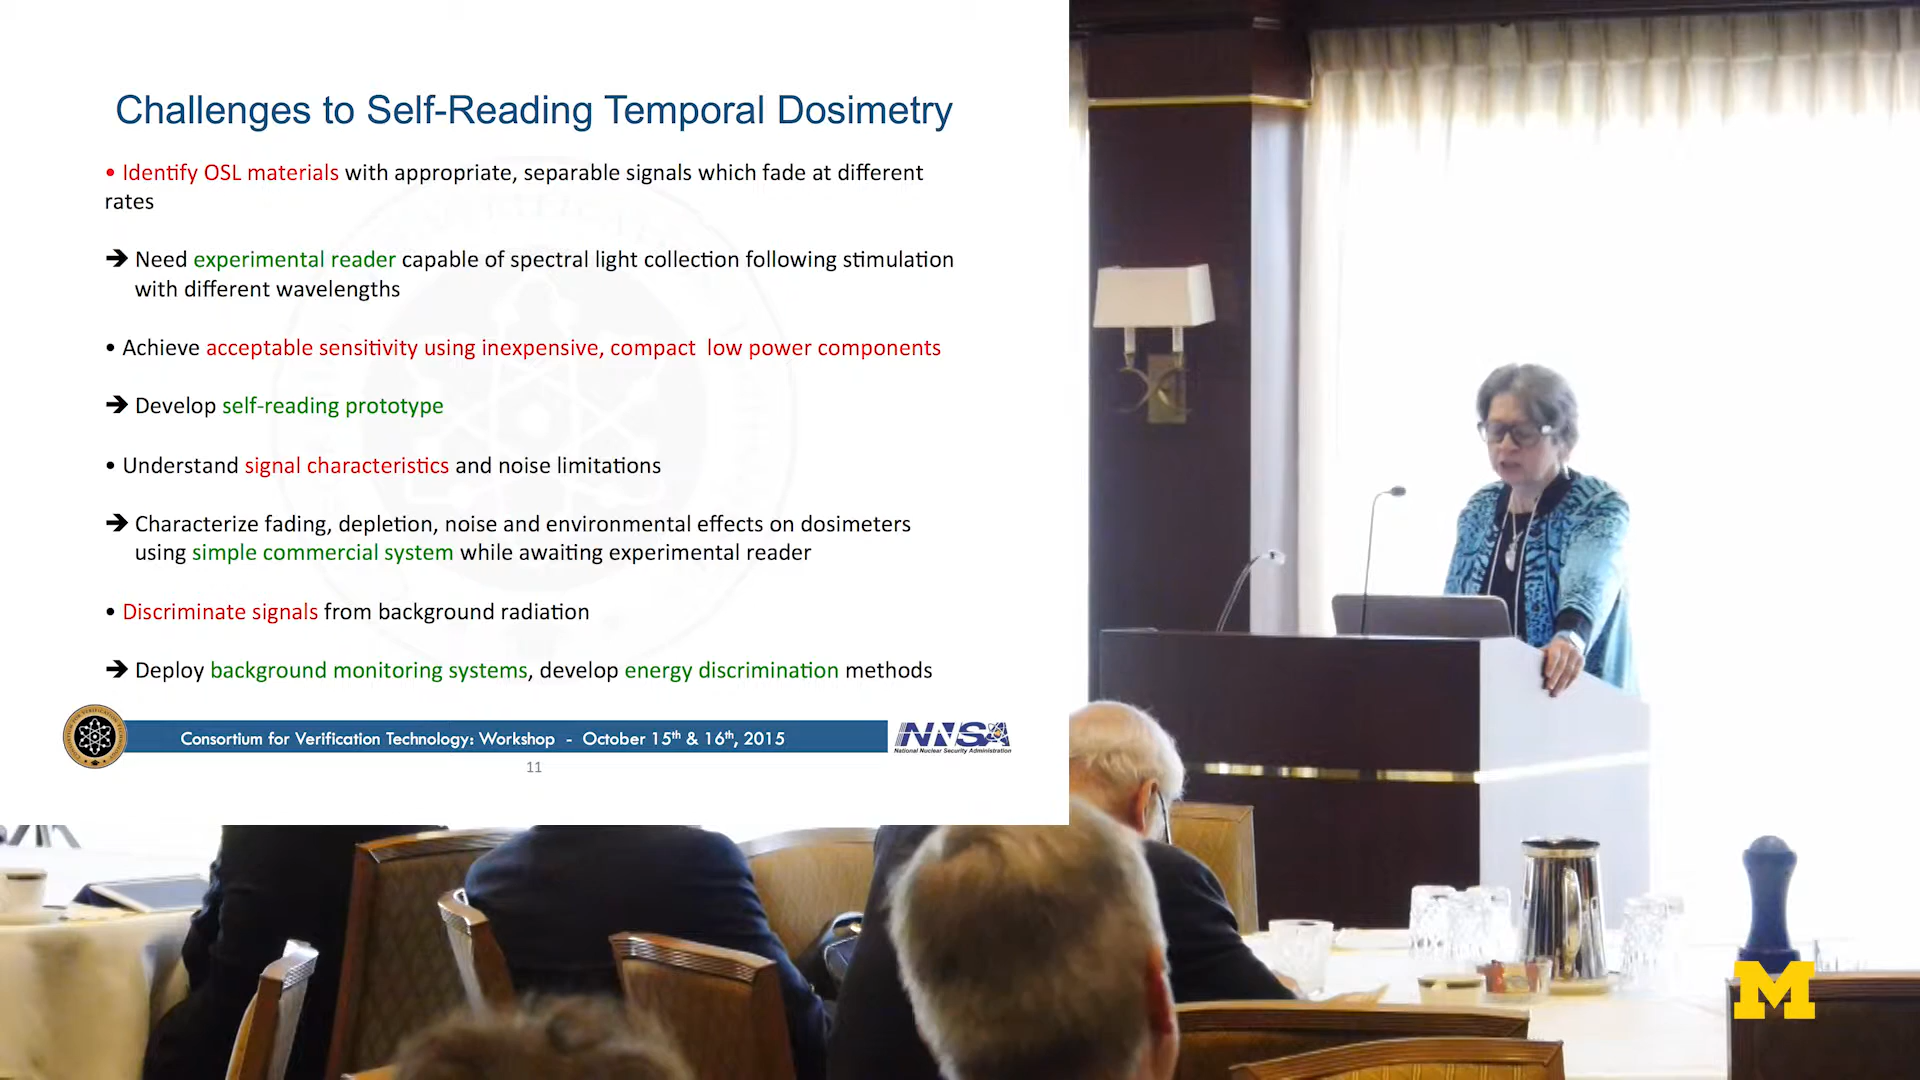 Challenges to Self-Reading Temporal Dosimetry
• Identify OSL materials with appropriate, separable signals which fade at different
rates
➔ Need experimental reader capable of spectral light collection following stimulation
with different wavelengths
• Achieve acceptable sensitivity using inexpensive, compact low power components
➔ Develop self-reading prototype
• Understand signal characteristics and noise limitations
➔ Characterize fading, depletion, noise and environmental effects on dosimeters
using simple commercial system while awaiting experimental reader
• Discriminate signals from background radiation
➔ Deploy background monitoring systems, develop energy discrimination methods
Consortium for Verification Technology: Workshop - October 15th & 16th, 2015
NNSA
National Nuclear Security Administration
11
M